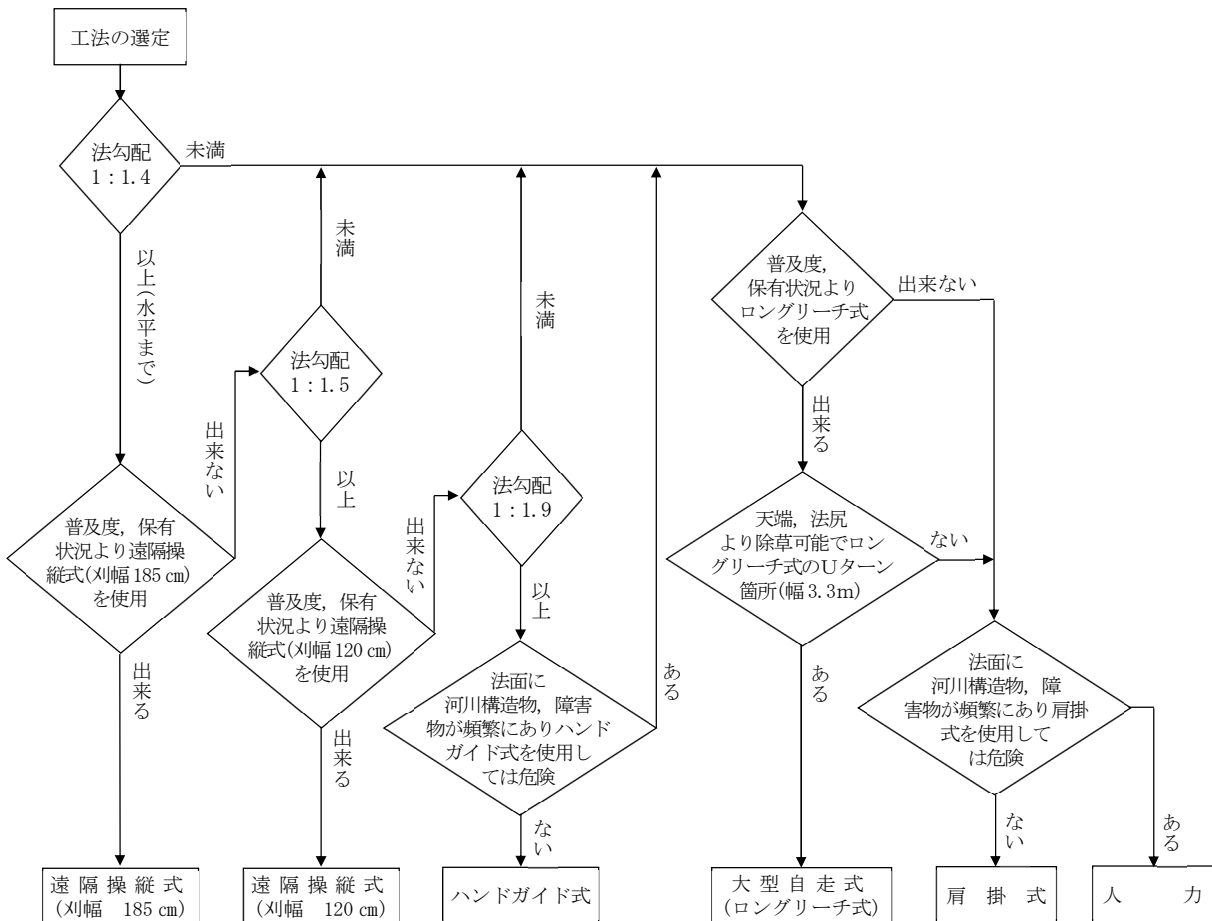 工法の選定
法勾配
1：1.4
未満
以上(水平まで)
普及度，保有
状況より遠隔操
縦式(刈幅185㎝)
を使用
出来ない
出来る
遠隔操縦式
(刈幅　185㎝)
未満
法勾配
1：1.5
以上
普及度，保有
状況より遠隔操
縦式(刈幅120㎝)
を使用
出来ない
出来る
遠隔操縦式
(刈幅　120㎝)
未満
法勾配
1：1.9
以上
法面に
河川構造物，障害
物が頻繁にありハンド
ガイド式を使用し
ては危険
ある
ない
ハンドガイド式
普及度，
保有状況より
ロングリーチ式
を使用
出来ない
出来る
天端，法尻
より除草可能でロン
グリーチ式のUターン
箇所(幅3.3m)
ない
ある
大型自走式
(ロングリーチ式)
法面に
河川構造物，障
害物が頻繁にあり肩掛
式を使用して
は危険
ない
ある
肩掛式
人　力